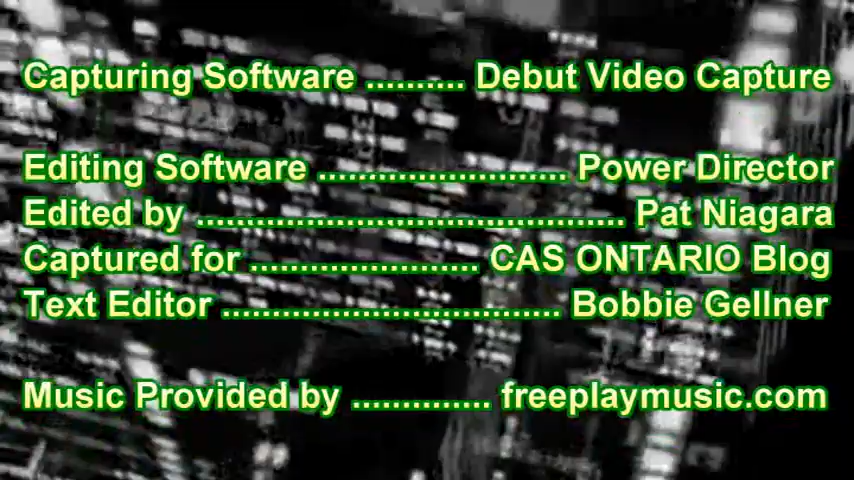 Capturing Software .......... Debut Video Capture
Editing Software ......................... Power Director
Edited by ........................................... Pat Niagara
Captured for ....................... CAS ONTARIO Blog
Text Editor .................................. Bobbie Gellner
Music Provided by .............. freeplaymusic.com